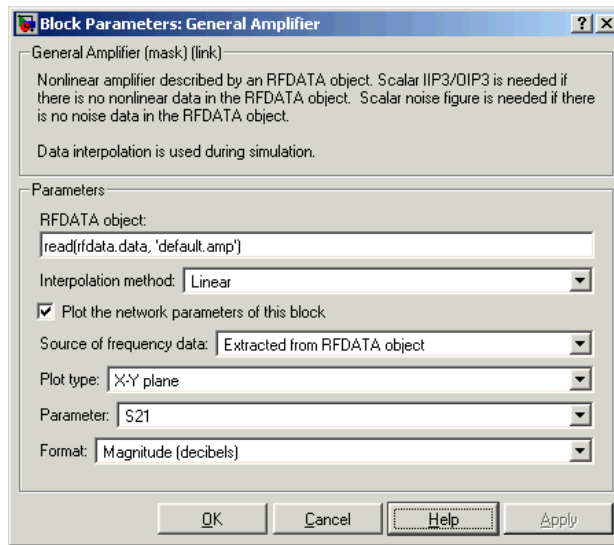 Block Parameters: General Amplifier
General Amplifier (mask) (link)
Nonlinear amplifier described by an RFDATA object. Scalar IIP3/OIP3 is needed if
there is no nonlinear data in the RFDATA object.  Scalar noise figure is needed if there
is no noise data in the RFDATA object.
Data interpolation is used during simulation.
Parameters
RFDATA object:
read(rfdata.data, 'default.amp')
Interpolation method: Linear
Plot the network parameters of this block
Source of frequency data: Extracted from RFDATA object
Plot type: X-Y plane
Parameter: S21
Format: Magnitude (decibels)
OK Cancel Help Apply